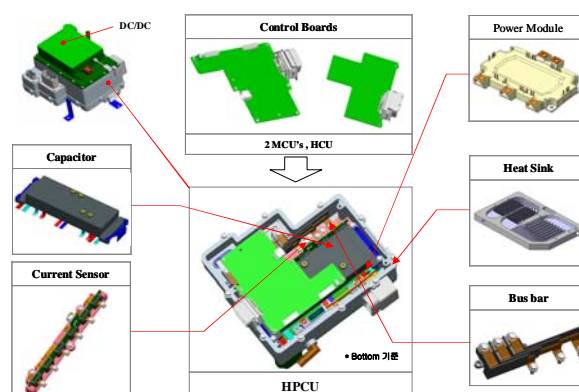 DC/DC
Control Boards
2 MCU's , HCU
Power Module
Capacitor
Heat Sink
Current Sensor
Bus bar
* Bottom 기준
HPCU